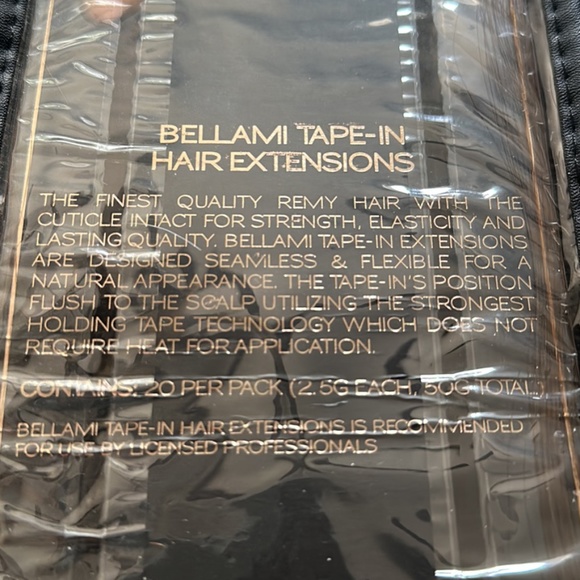 BELLAMI TAPE-IN
HAIR EXTENSIONS
THE FINEST QUALITY REMY HAIR WITH THE
CUTICLE INTACT FOR STRENGTH, ELASTICITY AND
LASTING QUALITY. BELLAMI TAPE-IN EXTENSIONS
ARE DESIGNED SEAMLESS & FLEXIBLE FOR A
NATURAL APPEARANCE. THE TAPE-IN'S POSITION
FLUSH TO THE SCALP UTILIZING THE STRONGEST
HOLDING TAPE TECHNOLOGY WHICH DOES NOT
REQUIRE HEAT FOR APPLICATION.
CONTAINS: 20 PER PACK (2.5G EACH, 50G TOTAL)
BELLAMI TAPE-IN HAIR EXTENSIONS IS RECOMMENDED
FOR USE BY LICENSED PROFESSIONALS